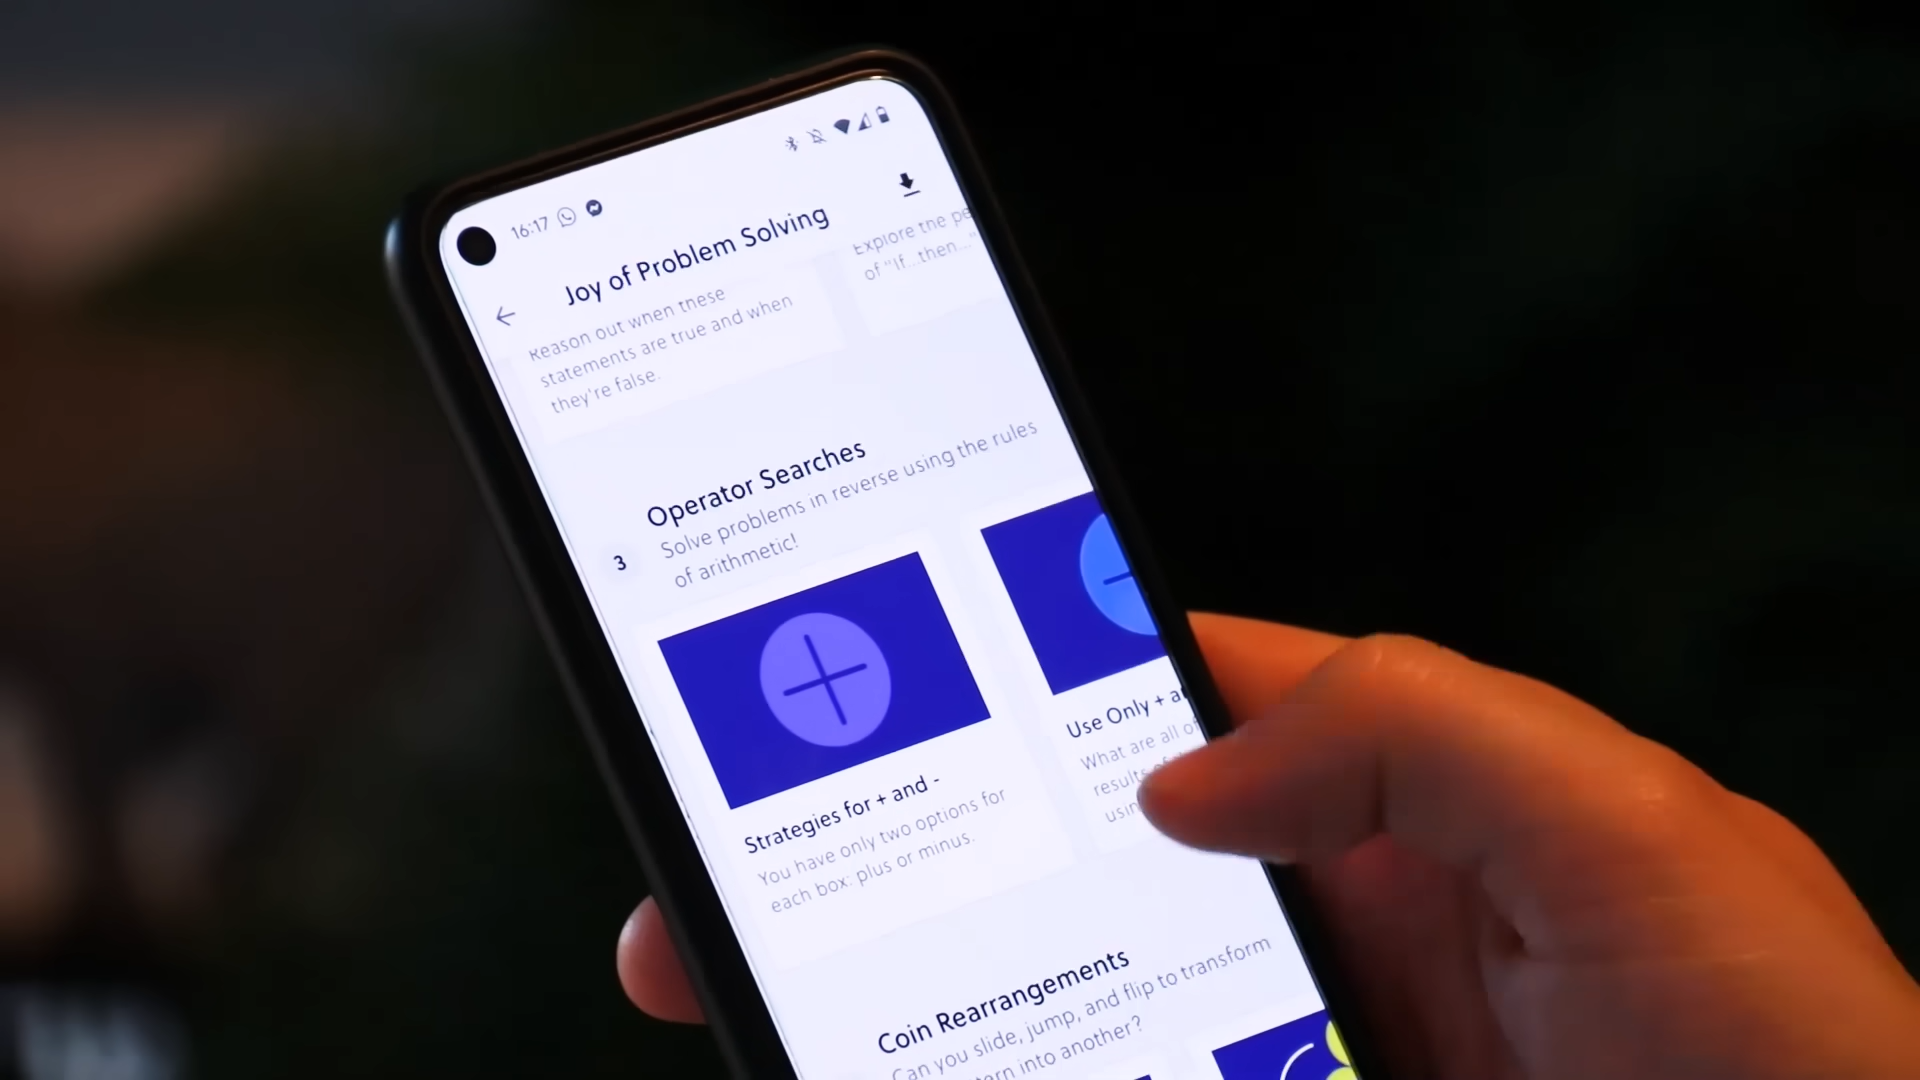 16:17
Joy of Problem Solving
Reason out when these
statements are true and when
they're false.
Explore the
of "If...then..."
3
Operator Searches
Solve problems in reverse using the rules
of arithmetic!
Strategies for + and -
You have only two options for
each box: plus or minus.
Use Only +
What are all of
results
Coin Rearrangements
Can you slide, jump, and flip to transform
into another?